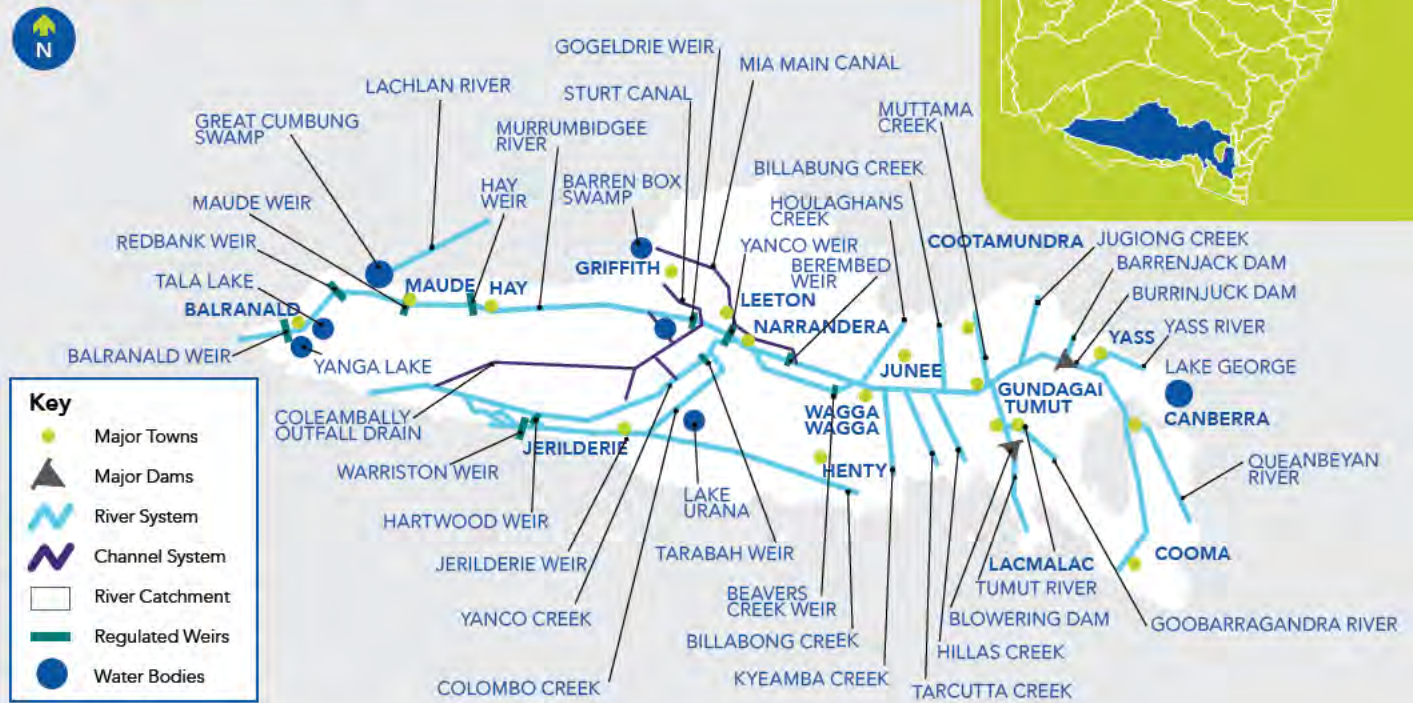 N
GOGELDRIE WEIR
MIA MAIN CANAL
LACHLAN RIVER
STURT CANAL
MUTTAMA
CREEK
GREAT CUMBUNG
SWAMP
MURRUMBIDGEE
RIVER
BILLABUNG CREEK
HAY
WEIR
BARREN BOX
SWAMP
HOULAGHANS
CREEK
MAUDE WEIR
REDBANK WEIR
YANCO WEIR
COOTAMUNDRA
JUGIONG CREEK
TALA LAKE
GRIFFITH
BEREMBED
WEIR
BARRENJACK DAM
MAUDE
HAY
BURRINJUCK DAM
BALRANALD
LEETON
NARRANDERA
YASS
YASS RIVER
BALRANALD WEIR
YANGA LAKE
JUNEE
LAKE GEORGE
GUNDAGAI
TUMUT
CANBERRA
COLEAMBALLY
OUTFALL DRAIN
WAGGA
WAGGA
JERILDERIE
HENTY
WARRISTON WEIR
QUEANBEYAN
RIVER
LAKE
URANA
HARTWOOD WEIR
TARABAH WEIR
COOMA
JERILDERIE WEIR
LACMALAC
TUMUT RIVER
BEAVERS
CREEK WEIR
YANCO CREEK
BLOWERING DAM
GOOBARRAGANDRA RIVER
BILLABONG CREEK
HILLAS CREEK
KYEAMBA CREEK
COLOMBO CREEK
TARCUTTA CREEK
Key
Major Towns
Major Dams
River System
Channel System
River Catchment
Regulated Weirs
Water Bodies